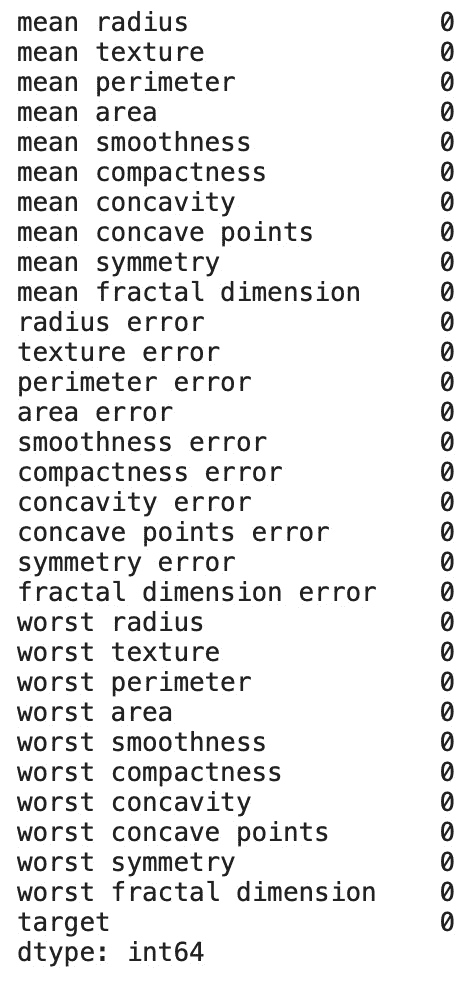 mean radius                0
mean texture               0
mean perimeter             0
mean area                  0
mean smoothness            0
mean compactness           0
mean concavity             0
mean concave points        0
mean symmetry              0
mean fractal dimension     0
radius error               0
texture error              0
perimeter error            0
area error                 0
smoothness error           0
compactness error          0
concavity error            0
concave points error       0
symmetry error             0
fractal dimension error    0
worst radius               0
worst texture              0
worst perimeter            0
worst area                 0
worst smoothness           0
worst compactness          0
worst concavity            0
worst concave points       0
worst symmetry             0
worst fractal dimension    0
target                     0
dtype: int64